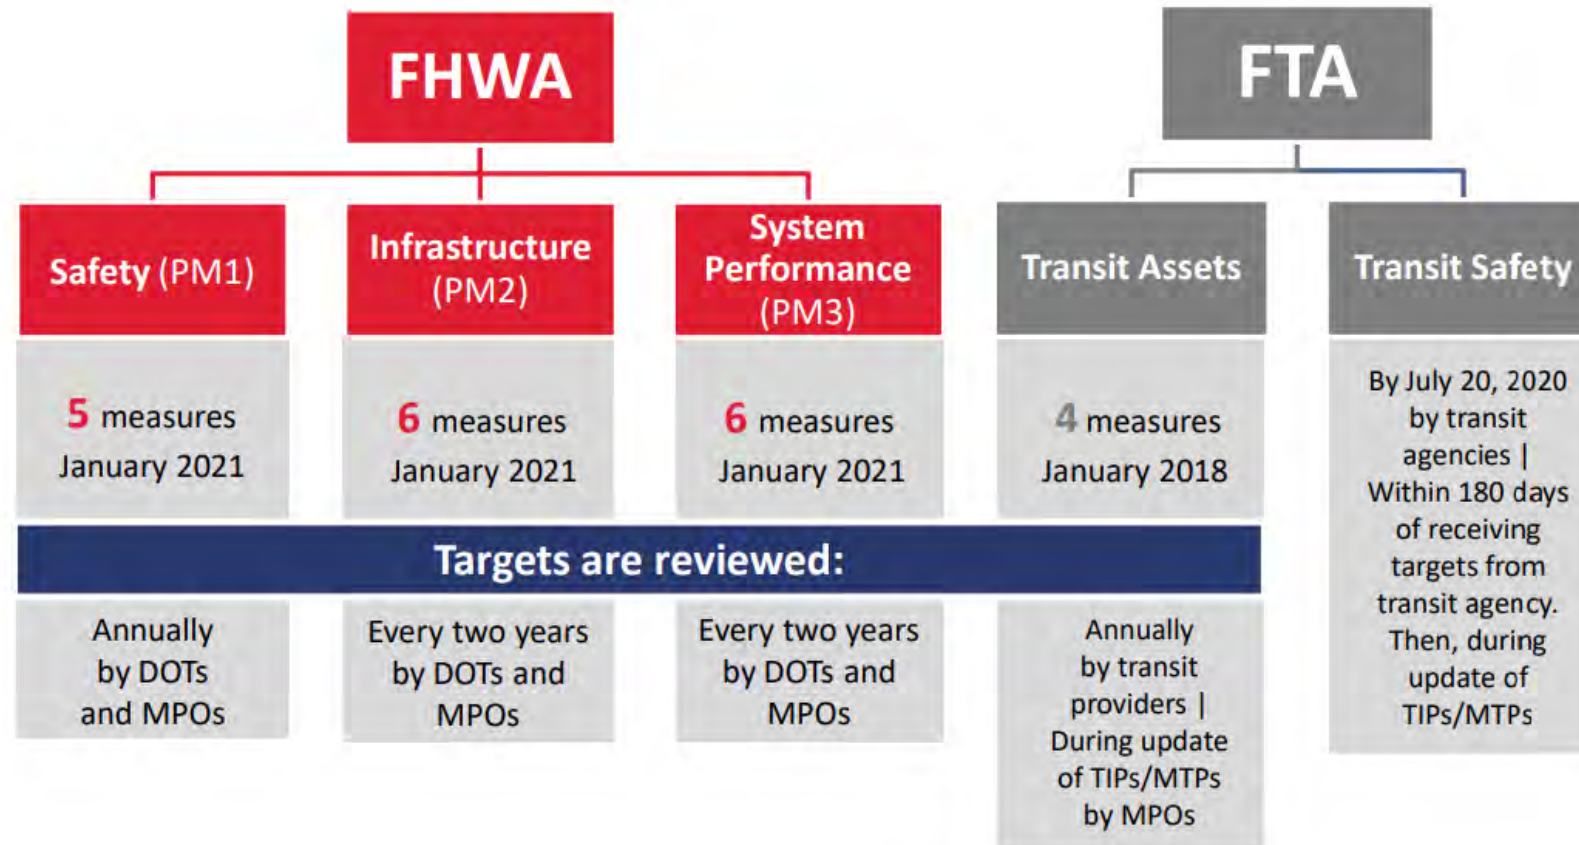 FHWA
FTA
Safety (PM1)
Infrastructure
(PM2)
System
Performance
(PM3)
Transit Assets
Transit Safety
5 measures
January 2021
6 measures
January 2021
6 measures
January 2021
4 measures
January 2018
By July 20, 2020
by transit
agencies |
Within 180 days
of receiving
targets from
transit agency.
Then, during
update of
TIPs/MTPs
Targets are reviewed:
Annually
by DOTs
and MPOs
Every two years
by DOTs and
MPOs
Every two years
by DOTs and
MPOs
Annually
by transit
providers |
During update
of TIPs/MTPs
by MPOs